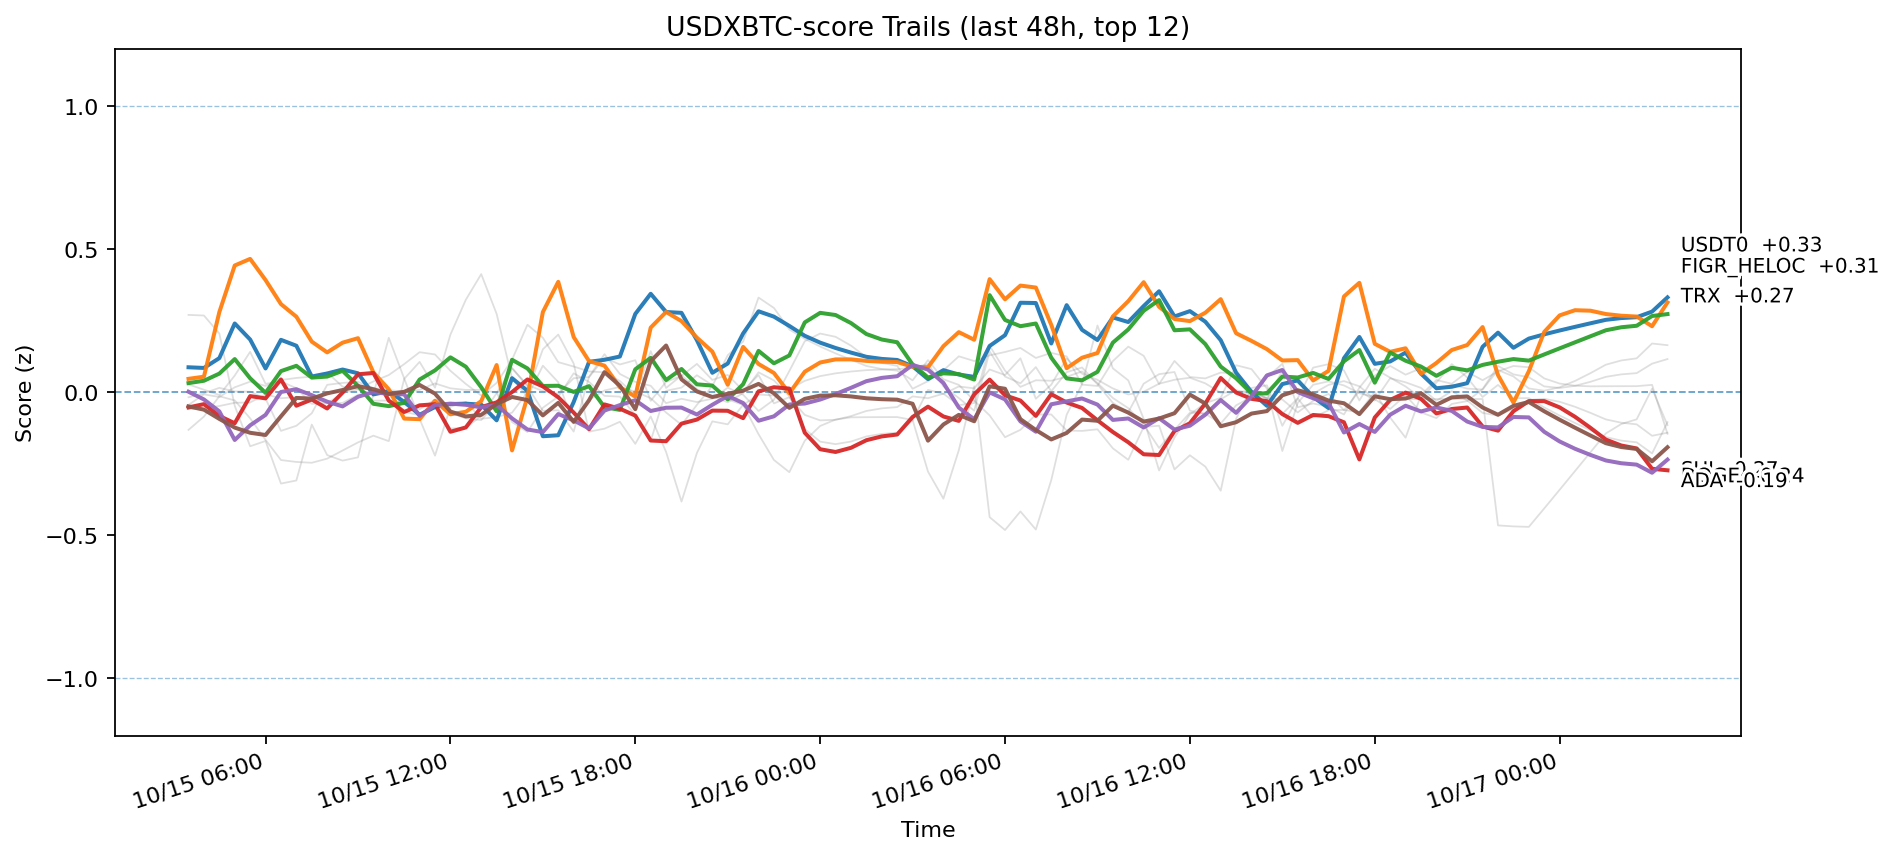 USDXBTC-score Trails (last 48h, top 12)
Score (z)
1.0
0.5
0.0
−0.5
−1.0
USDT0 +0.33
FIGR_HELOC +0.31
TRX +0.27
ADA -0.19
10/15 06:00
10/15 12:00
10/15 18:00
10/16 00:00
10/16 06:00
10/16 12:00
10/16 18:00
10/17 00:00
Time